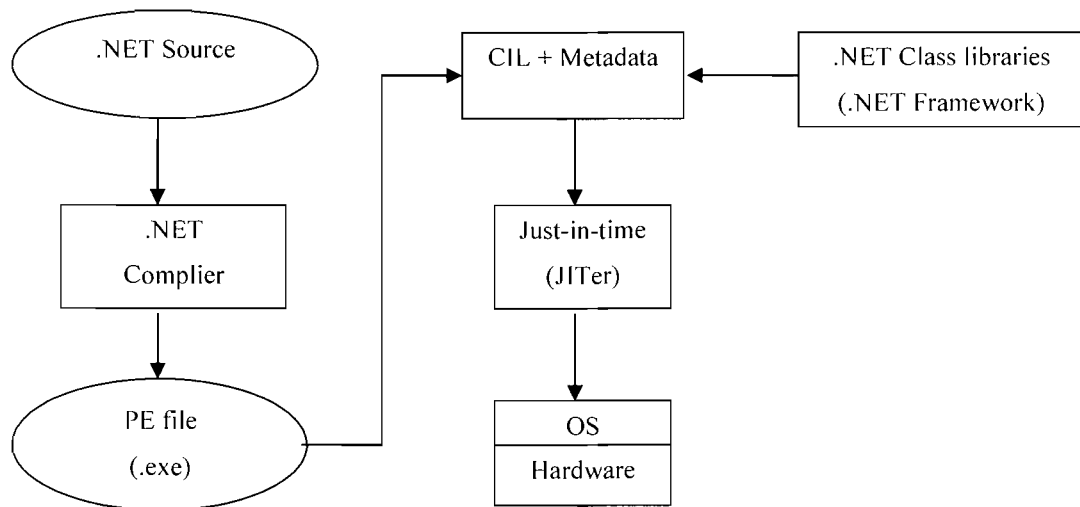 .NET Source
.NET
Complier
PE file
(.exe)
CIL + Metadata
Just-in-time
(JITer)
OS
Hardware
.NET Class libraries
(.NET Framework)